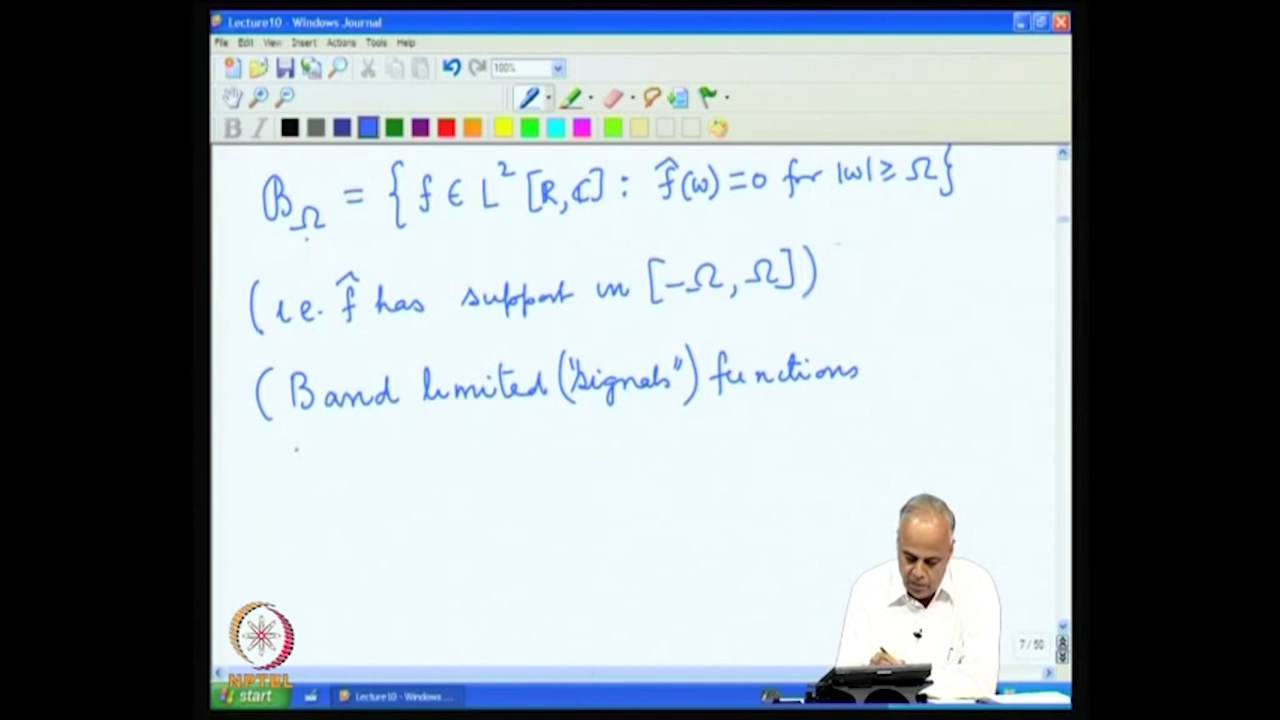 Lecture10 - Windows Journal
File Edit View Insert Actions Tools Help
100%
B I
𝓑_Ω = { f ∈ L² [ℝ, ℂ] : f̂(ω) = 0 for |ω| ≥ Ω }
(i.e. f̂ has support in [-Ω, Ω])
(Band limited ("signals") functions
7 / 50
NPTEL
start Lecture10 - Windows ...